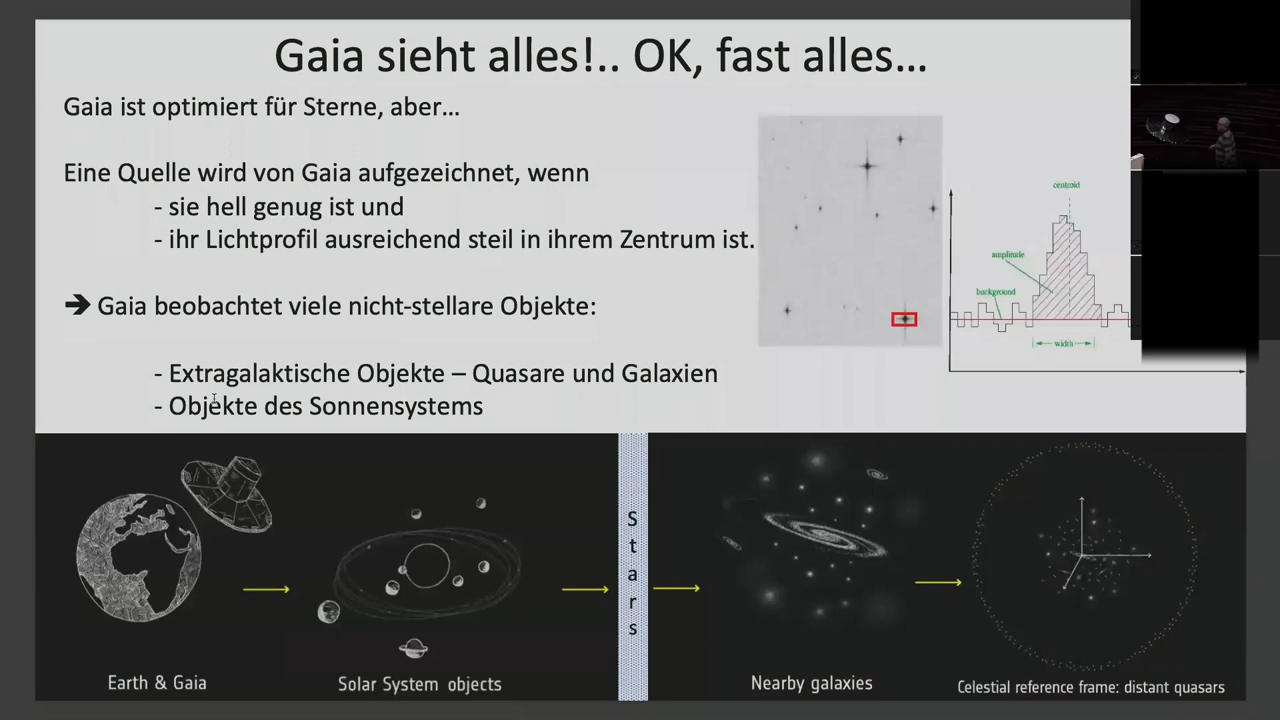 Gaia sieht alles!.. OK, fast alles...
Gaia ist optimiert für Sterne, aber...
Eine Quelle wird von Gaia aufgezeichnet, wenn
- sie hell genug ist und
- ihr Lichtprofil ausreichend steil in ihrem Zentrum ist.
➔ Gaia beobachtet viele nicht-stellare Objekte:
- Extragalaktische Objekte – Quasare und Galaxien
- Objekte des Sonnensystems
centroid
amplitude
background
width
Stars
Earth & Gaia
Solar System objects
Nearby galaxies
Celestial reference frame: distant quasars